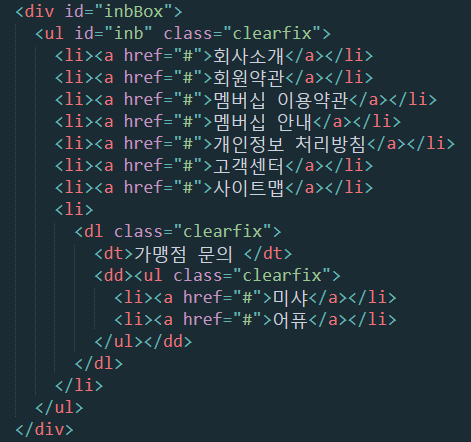 <div id="inbBox">
<ul id="inb" class="clearfix">
<li><a href="#">회사소개</a></li>
<li><a href="#">회원약관</a></li>
<li><a href="#">멤버십 이용약관</a></li>
<li><a href="#">멤버십 안내</a></li>
<li><a href="#">개인정보 처리방침</a></li>
<li><a href="#">고객센터</a></li>
<li><a href="#">사이트맵</a></li>
<li>
<dl class="clearfix">
<dt>가맹점 문의 </dt>
<dd><ul class="clearfix">
<li><a href="#">미샤</a></li>
<li><a href="#">어퓨</a></li>
</ul></dd>
</dl>
</li>
</ul>
</div>